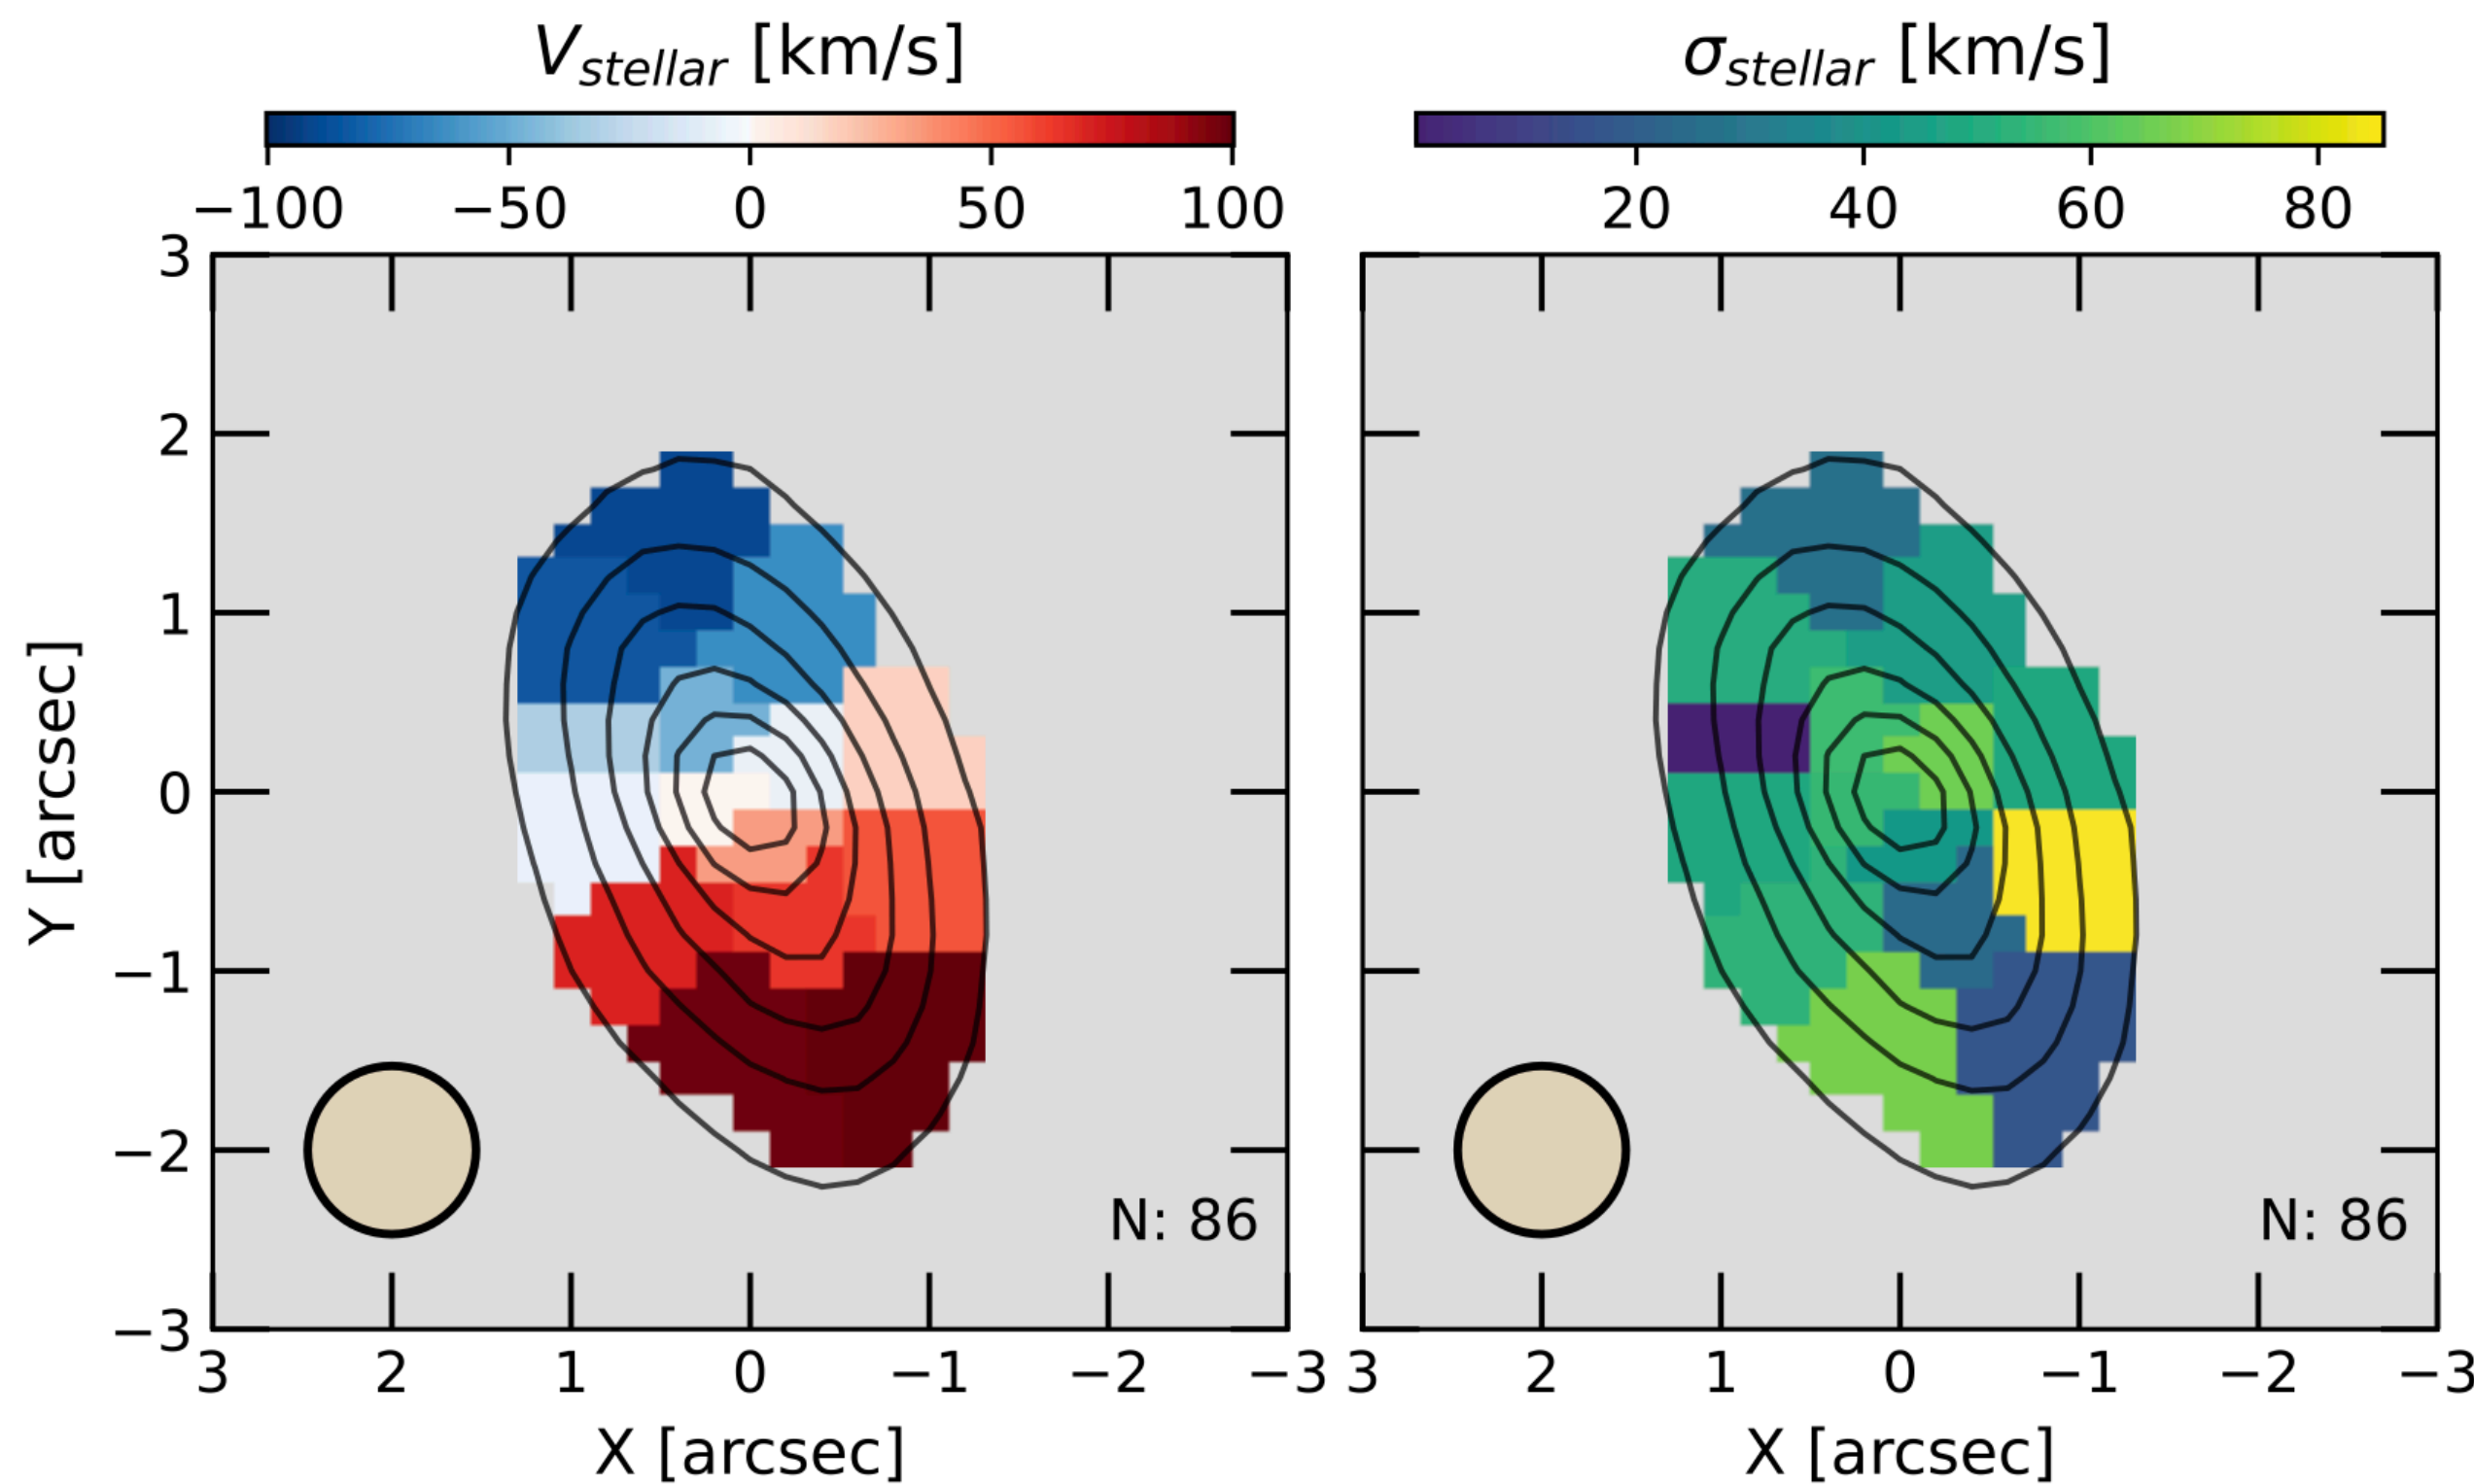 V_stellar [km/s]
σ_stellar [km/s]
−100 −50 0 50 100
20 40 60 80
3
2
1
0
−1
−2
−3
Y [arcsec]
N: 86
N: 86
3 2 1 0 −1 −2 −3
3 2 1 0 −1 −2 −3
X [arcsec]
X [arcsec]